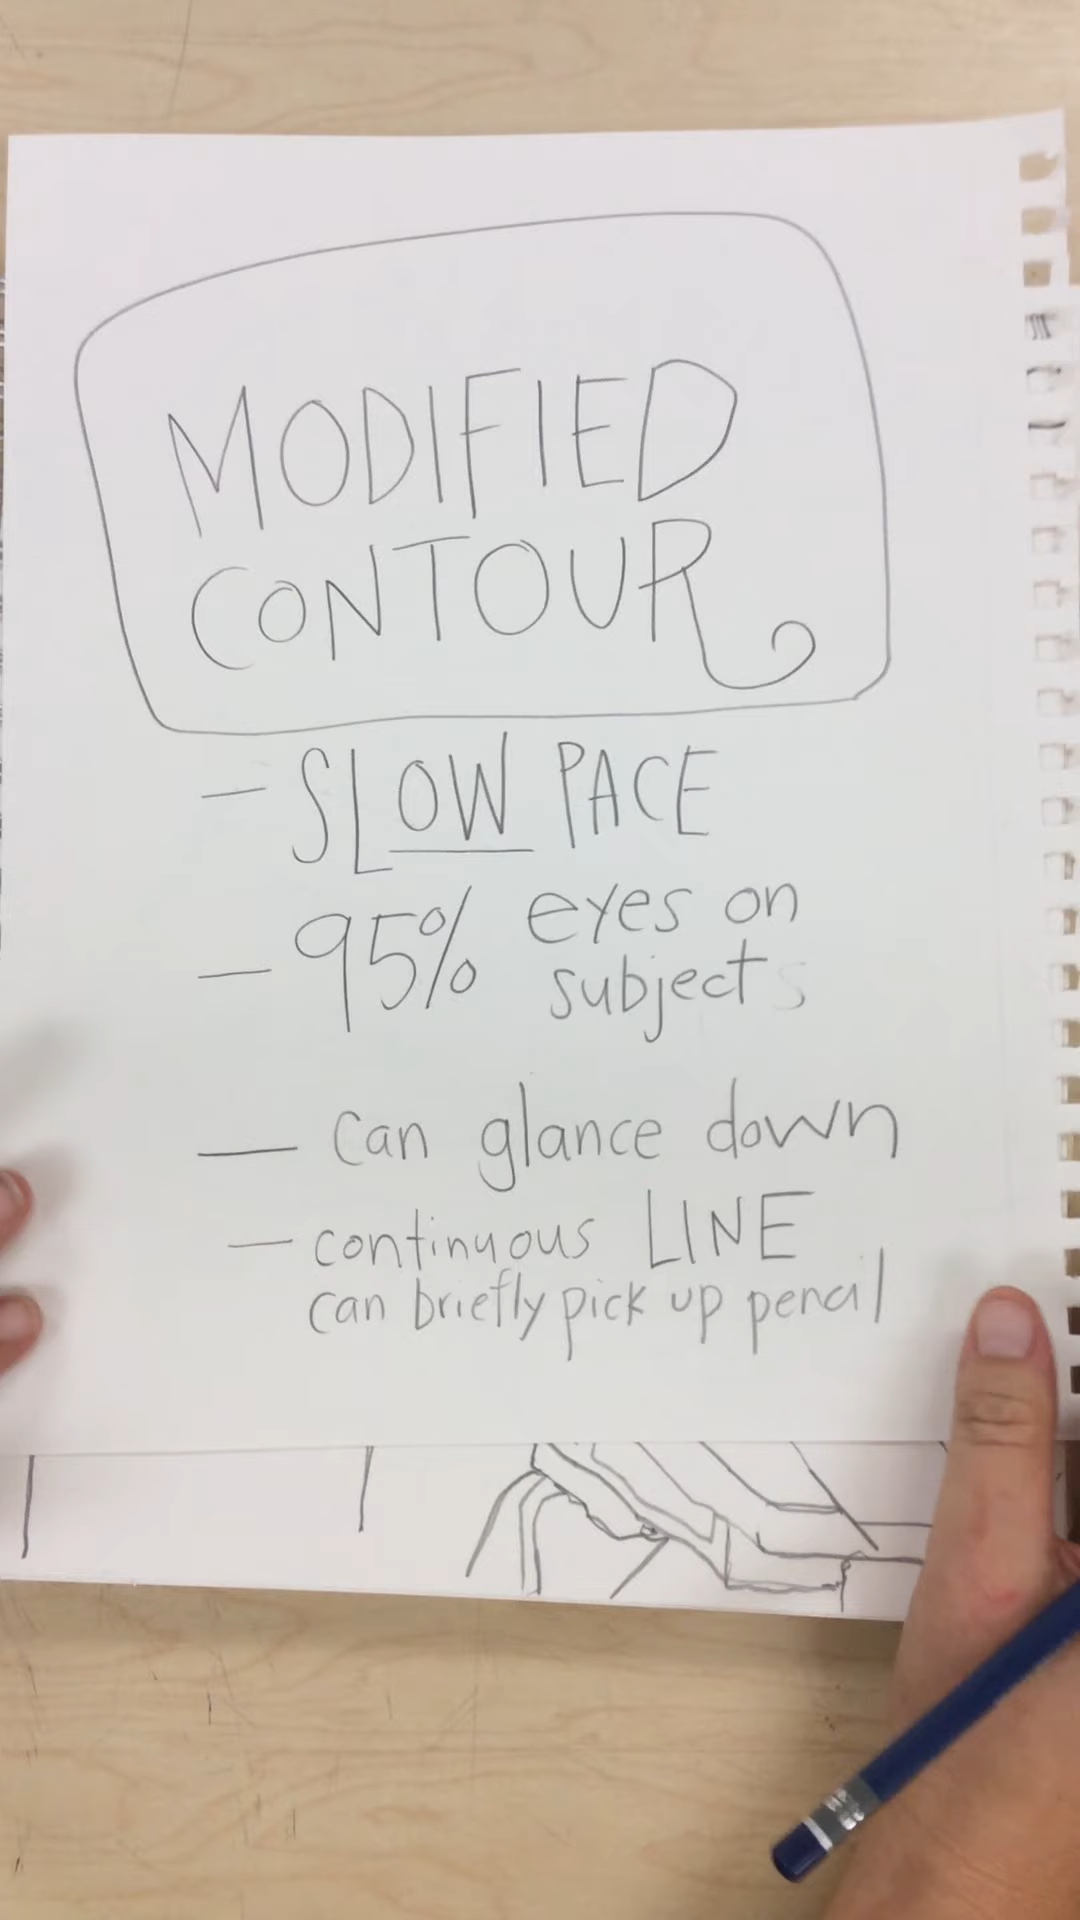 MODIFIED
CONTOUR
- SLOW PACE
- 95% eyes on
subjects
- can glance down
- continuous LINE
can briefly pick up pencil